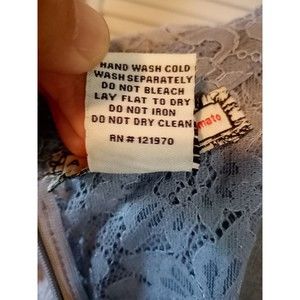 HAND WASH COLD
WASH SEPARATELY
DO NOT BLEACH
LAY FLAT TO DRY
DO NOT IRON
DO NOT DRY CLEAN
RN # 121970
mato